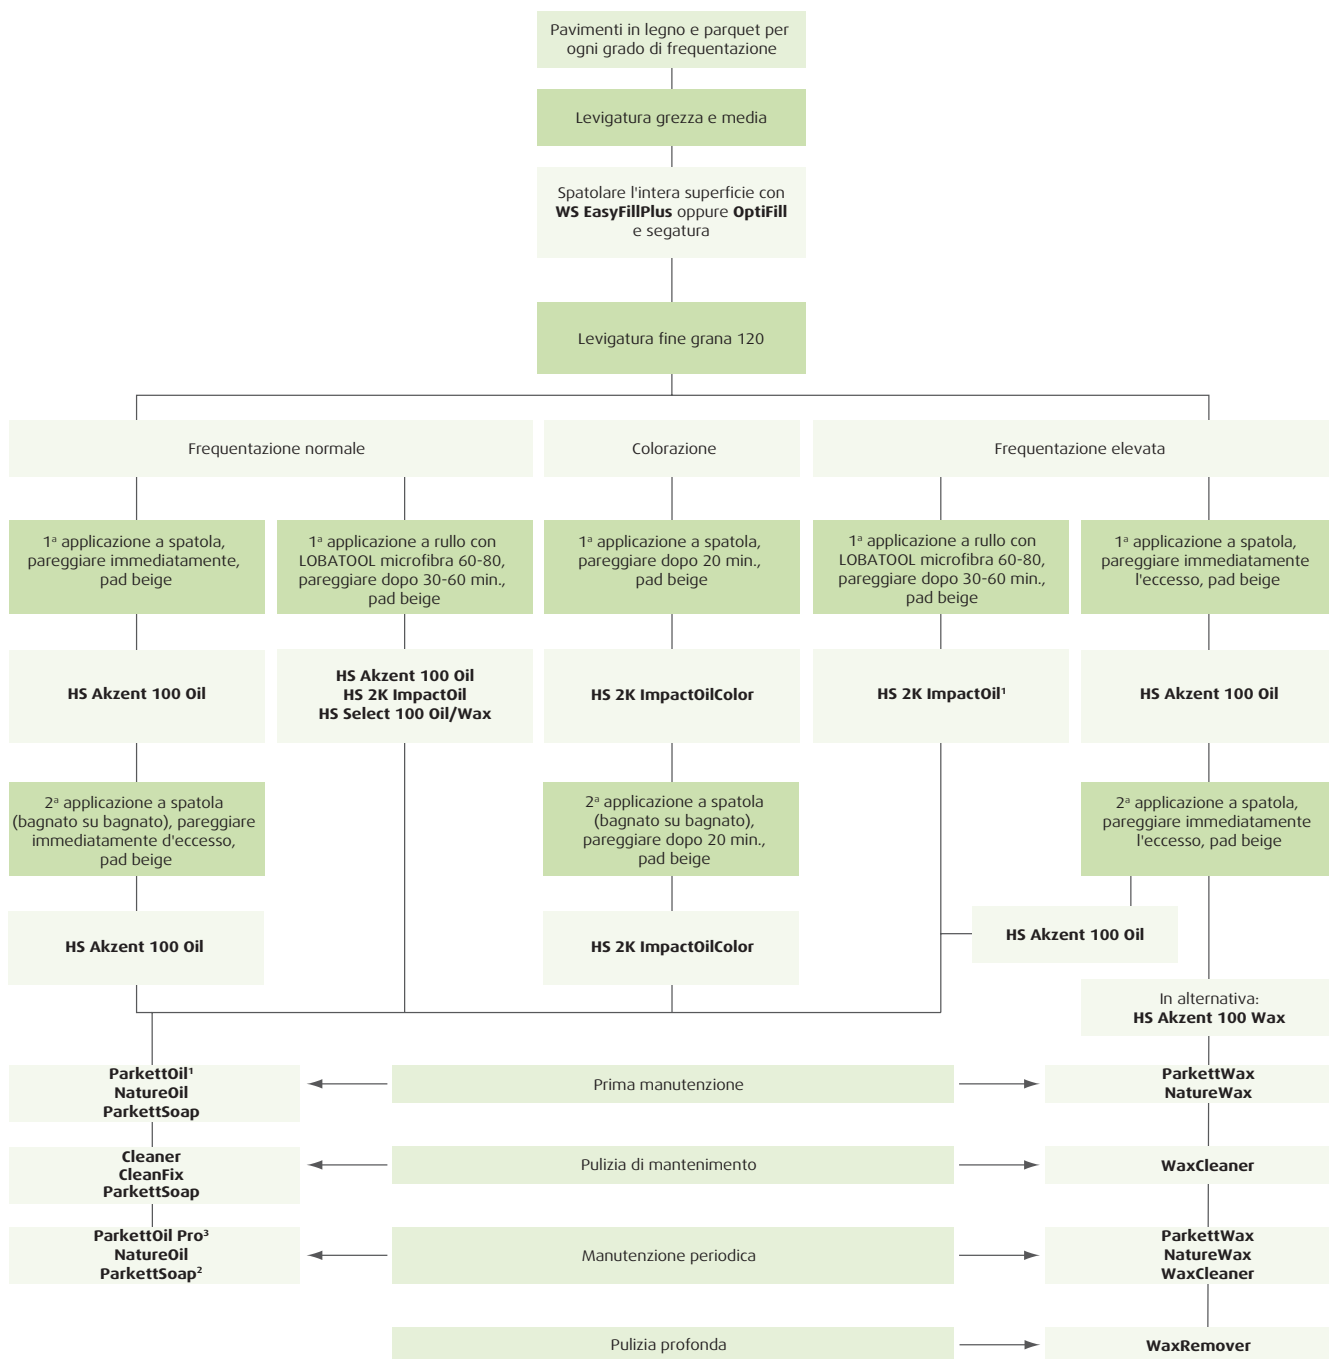 Pavimenti in legno e parquet per
ogni grado di frequentazione
Levigatura grezza e media
Spatolare l'intera superficie con
WS EasyFillPlus oppure OptiFill
e segatura
Levigatura fine grana 120
Frequentazione normale
Colorazione
Frequentazione elevata
1ª applicazione a spatola,
pareggiare immediatamente,
pad beige
1ª applicazione a rullo con
LOBATOOL microfibra 60-80,
pareggiare dopo 30-60 min.,
pad beige
1ª applicazione a spatola,
pareggiare dopo 20 min.,
pad beige
1ª applicazione a rullo con
LOBATOOL microfibra 60-80,
pareggiare dopo 30-60 min.,
pad beige
1ª applicazione a spatola,
pareggiare immediatamente
l'eccesso, pad beige
HS Akzent 100 Oil
HS Akzent 100 Oil
HS 2K ImpactOil
HS Select 100 Oil/Wax
HS 2K ImpactOilColor
HS 2K ImpactOil¹
HS Akzent 100 Oil
2ª applicazione a spatola
(bagnato su bagnato), pareggiare
immediatamente d'eccesso,
pad beige
2ª applicazione a spatola
(bagnato su bagnato),
pareggiare dopo 20 min.,
pad beige
2ª applicazione a spatola,
pareggiare immediatamente
l'eccesso, pad beige
HS Akzent 100 Oil
HS 2K ImpactOilColor
HS Akzent 100 Oil
In alternativa:
HS Akzent 100 Wax
ParkettOil¹
NatureOil
ParkettSoap
Prima manutenzione
ParkettWax
NatureWax
Cleaner
CleanFix
ParkettSoap
Pulizia di mantenimento
WaxCleaner
ParkettOil Pro³
NatureOil
ParkettSoap²
Manutenzione periodica
ParkettWax
NatureWax
WaxCleaner
Pulizia profonda
WaxRemover